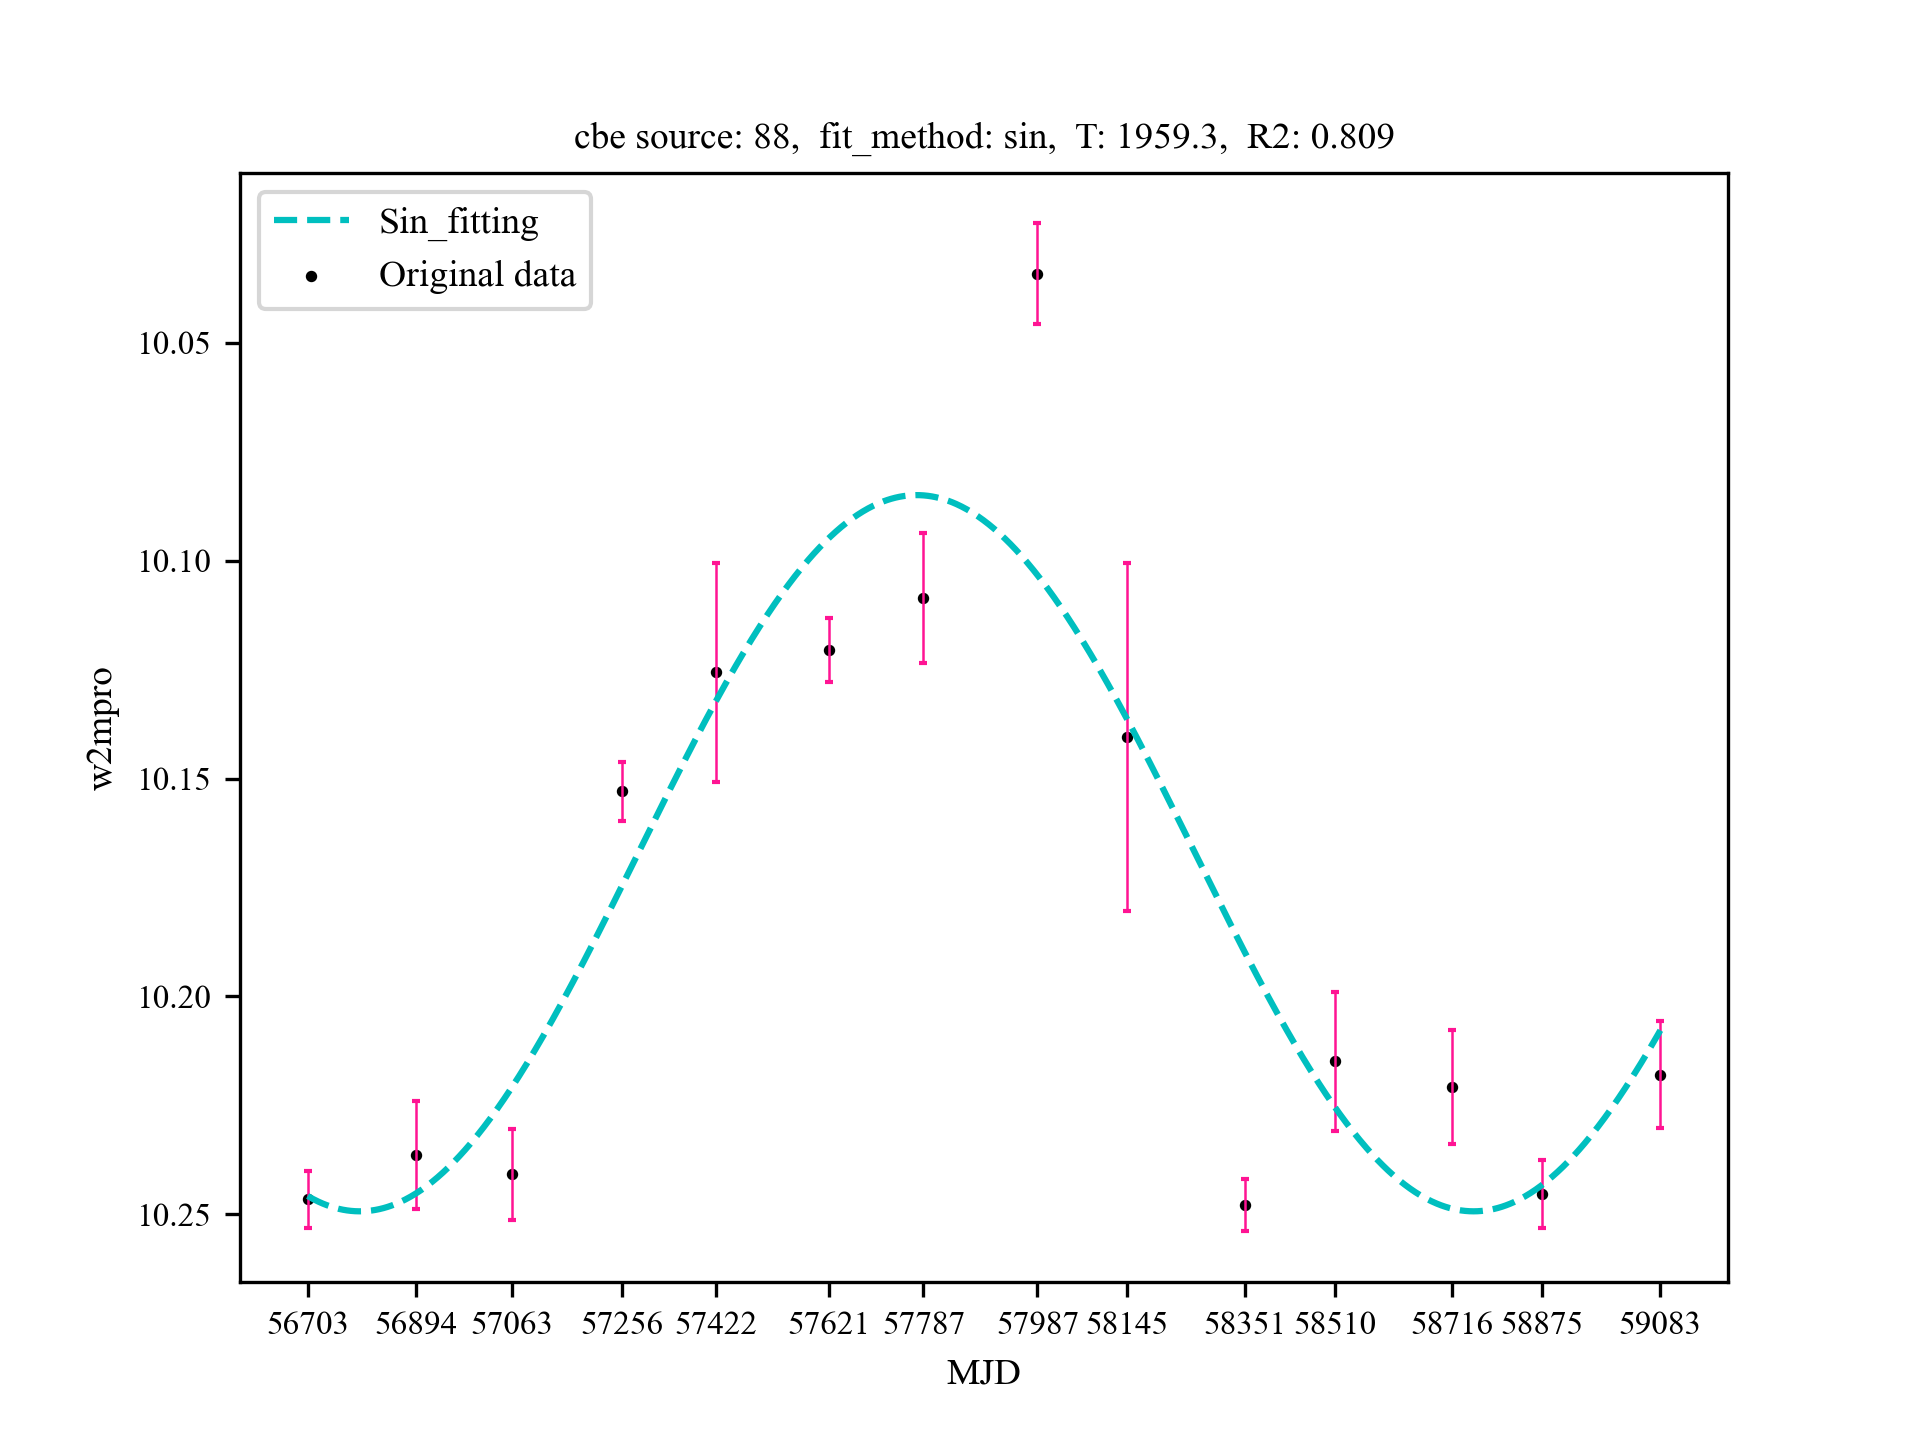 cbe source: 88,  fit_method: sin,  T: 1959.3,  R2: 0.809
Sin_fitting
Original data
10.05
10.10
10.15
10.20
10.25
w2mpro
56703 56894 57063 57256 57422 57621 57787 57987 58145 58351 58510 58716 58875 59083
MJD